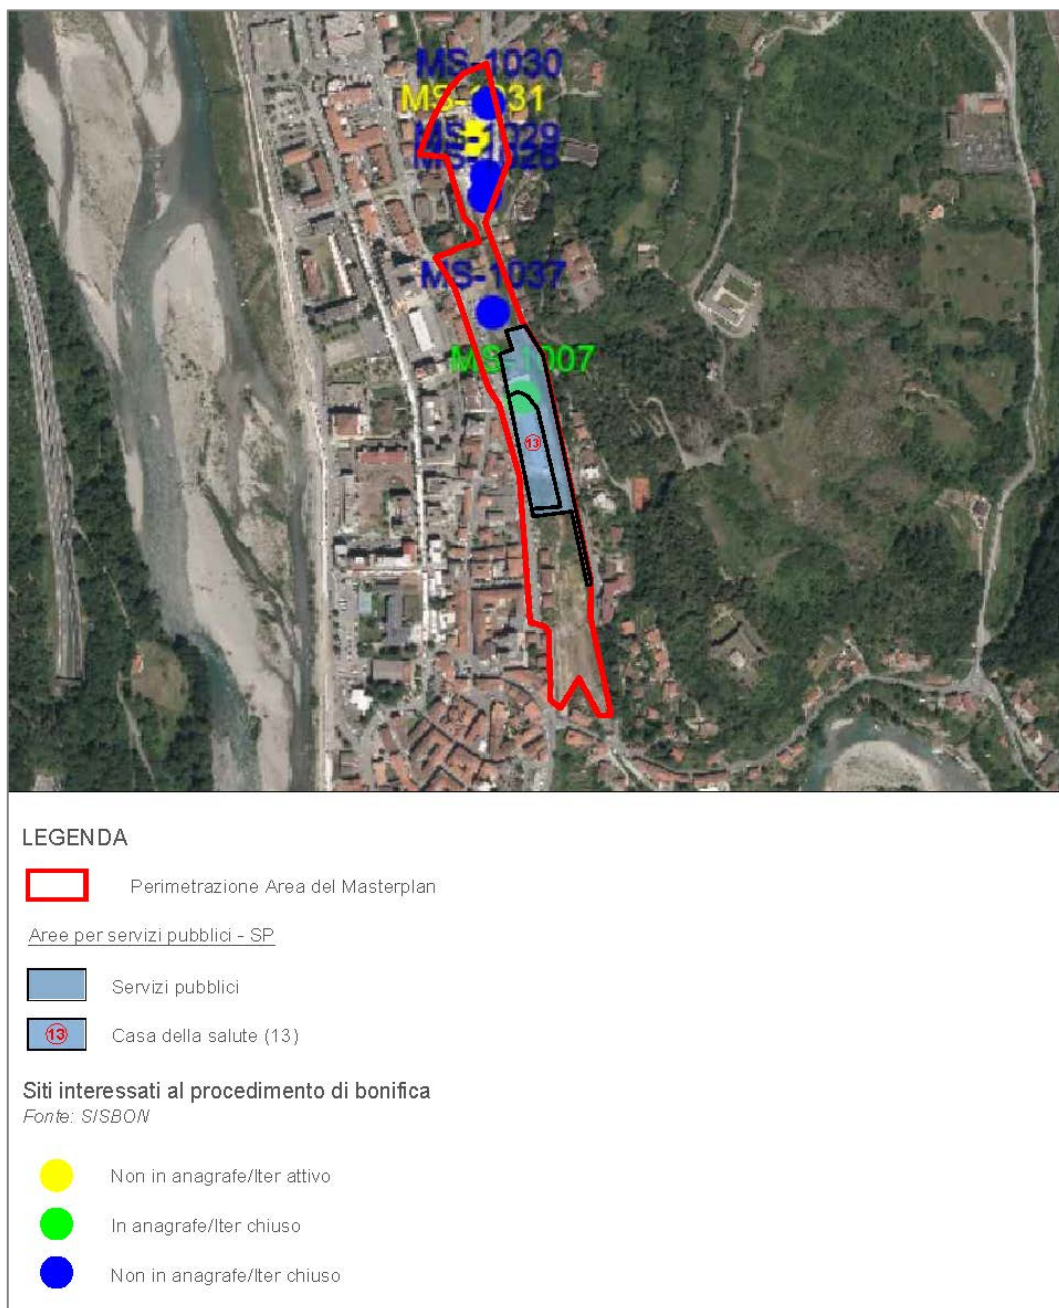 MS-1030
MS-1031
MS-1029
MS-1028
MS-1037
MS-1007
13
LEGENDA
Perimetrazione Area del Masterplan
Aree per servizi pubblici - SP
Servizi pubblici
13
Casa della salute (13)
Siti interessati al procedimento di bonifica
Fonte: SISBON
Non in anagrafe/Iter attivo
In anagrafe/Iter chiuso
Non in anagrafe/Iter chiuso